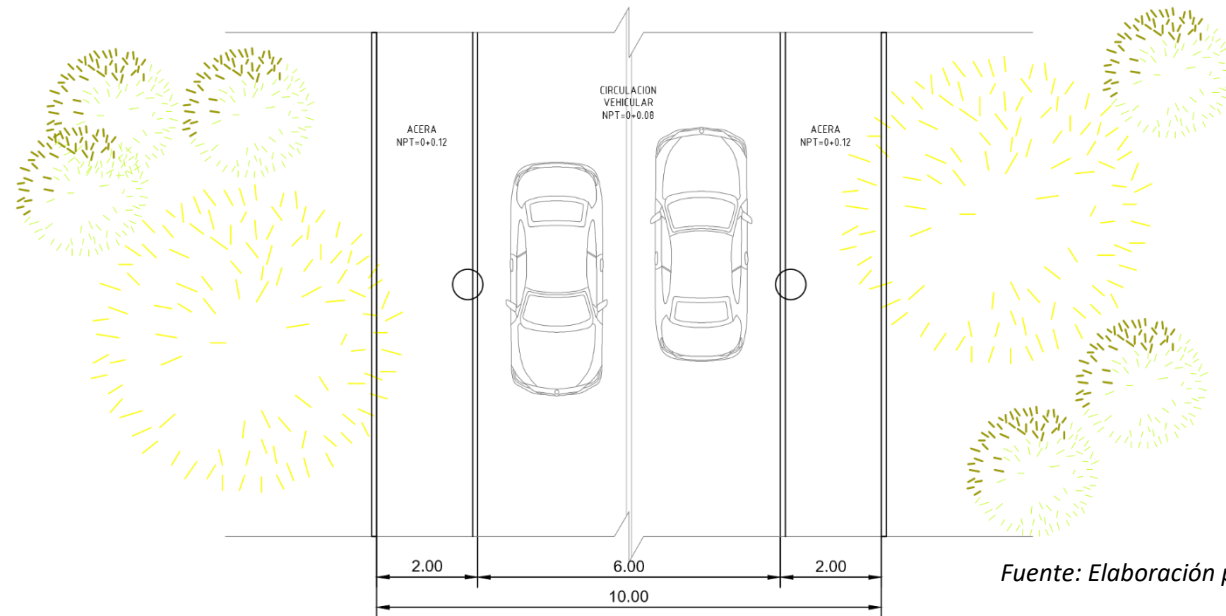 CIRCULACION
VEHICULAR
NPT=0+0.08
ACERA
NPT=0+0.12
ACERA
NPT=0+0.12
2.00
6.00
2.00
10.00
Fuente: Elaboración p